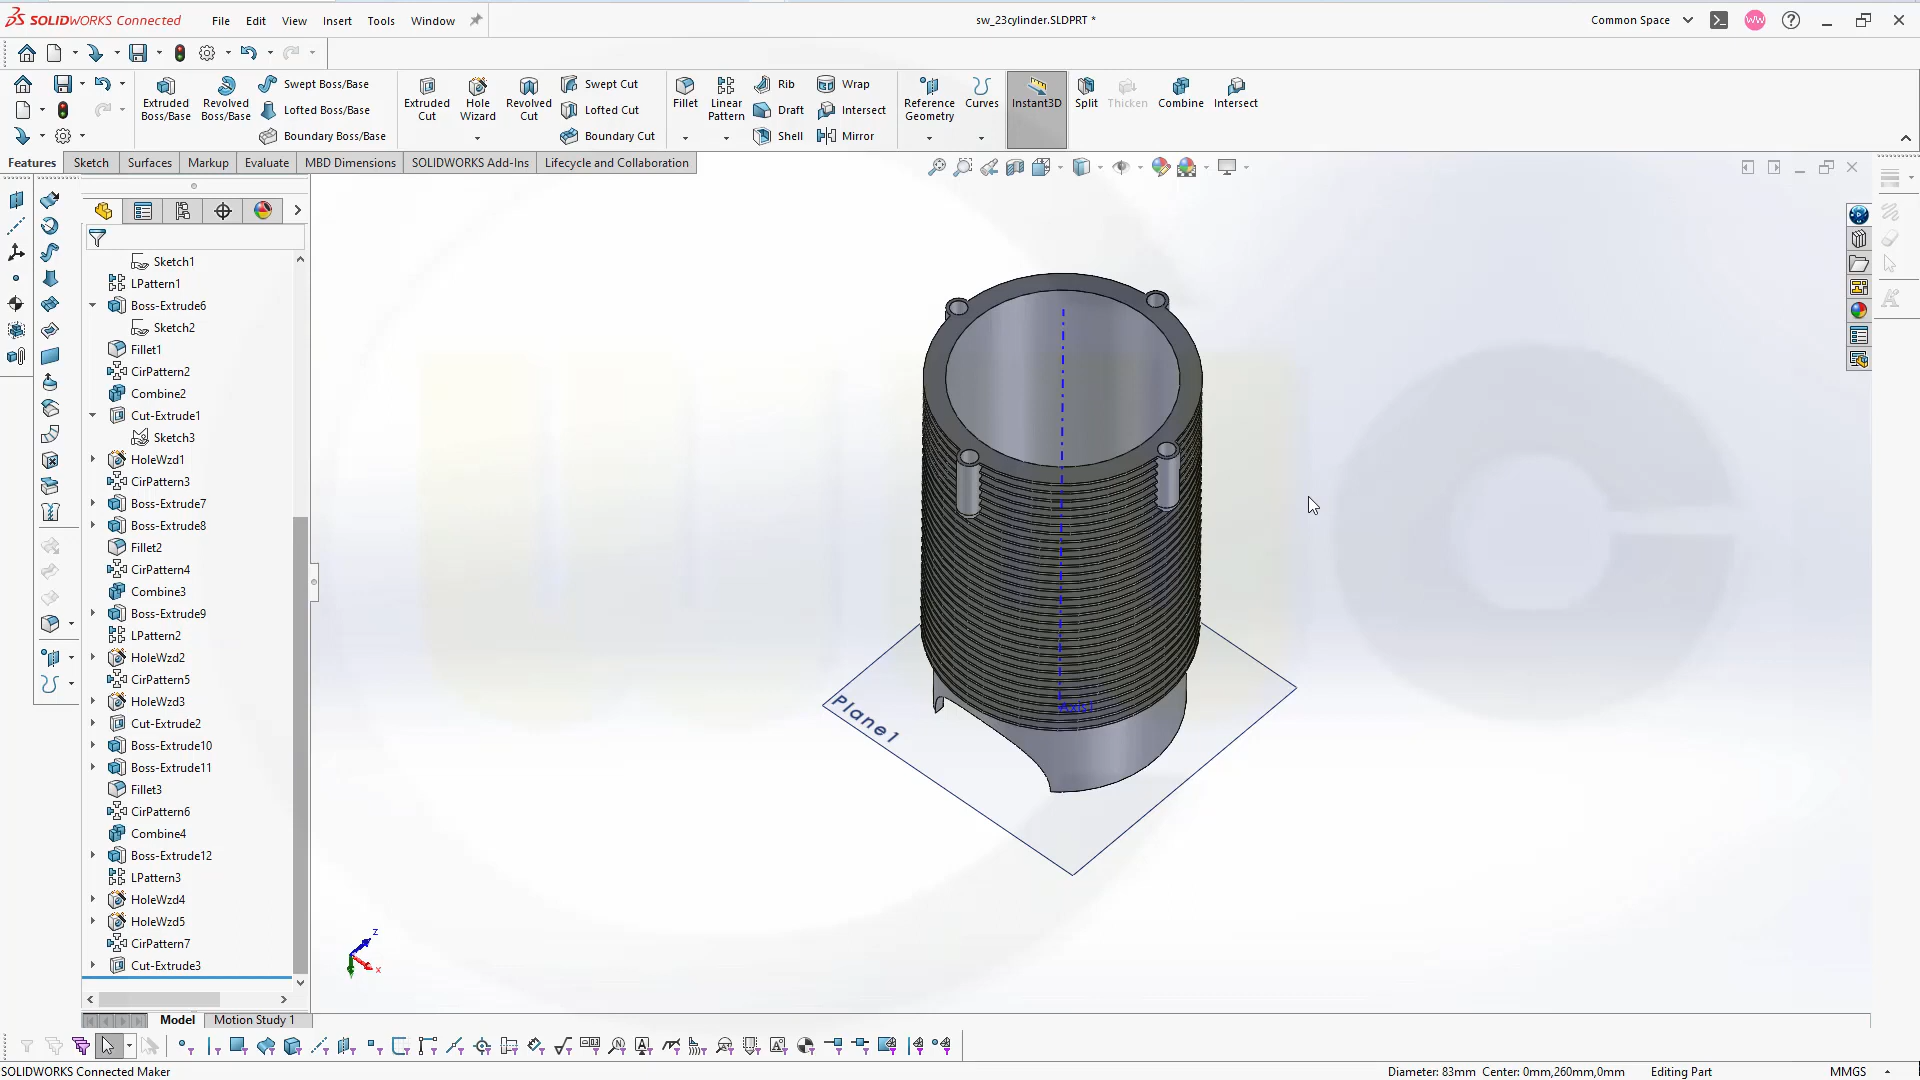 SOLIDWORKS Connected
File Edit View Insert Tools Window
sw_23cylinder.SLDPRT *
Common Space
WW
Extruded Boss/Base
Revolved Boss/Base
Swept Boss/Base
Lofted Boss/Base
Boundary Boss/Base
Extruded Cut
Hole Wizard
Revolved Cut
Swept Cut
Lofted Cut
Boundary Cut
Fillet
Linear Pattern
Rib
Draft
Shell
Wrap
Intersect
Mirror
Reference Geometry
Curves
Instant3D
Split
Thicken
Combine
Intersect
Features Sketch Surfaces Markup Evaluate MBD Dimensions SOLIDWORKS Add-Ins Lifecycle and Collaboration
Sketch1
LPattern1
Boss-Extrude6
Sketch2
Fillet1
CirPattern2
Combine2
Cut-Extrude1
Sketch3
HoleWzd1
CirPattern3
Boss-Extrude7
Boss-Extrude8
Fillet2
CirPattern4
Combine3
Boss-Extrude9
LPattern2
HoleWzd2
CirPattern5
HoleWzd3
Cut-Extrude2
Boss-Extrude10
Boss-Extrude11
Fillet3
CirPattern6
Combine4
Boss-Extrude12
LPattern3
HoleWzd4
HoleWzd5
CirPattern7
Cut-Extrude3
Plane1
Axis1
z
x
Model Motion Study 1
SOLIDWORKS Connected Maker
Diameter: 83mm Center: 0mm,260mm,0mm
Editing Part
MMGS